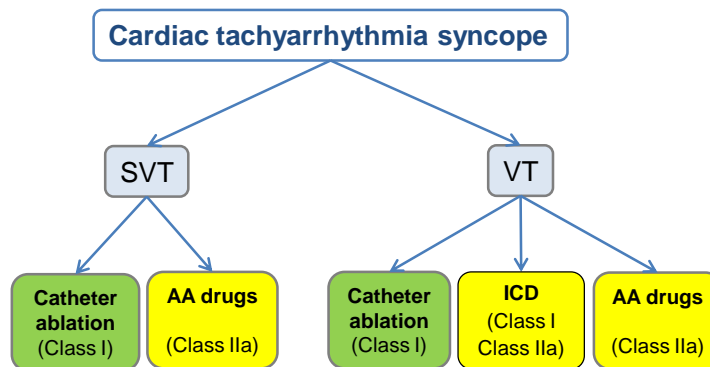 Cardiac tachyarrhythmia syncope
SVT
VT
Catheter
ablation
(Class I)
AA drugs
(Class IIa)
Catheter
ablation
(Class I)
ICD
(Class I
Class IIa)
AA drugs
(Class IIa)